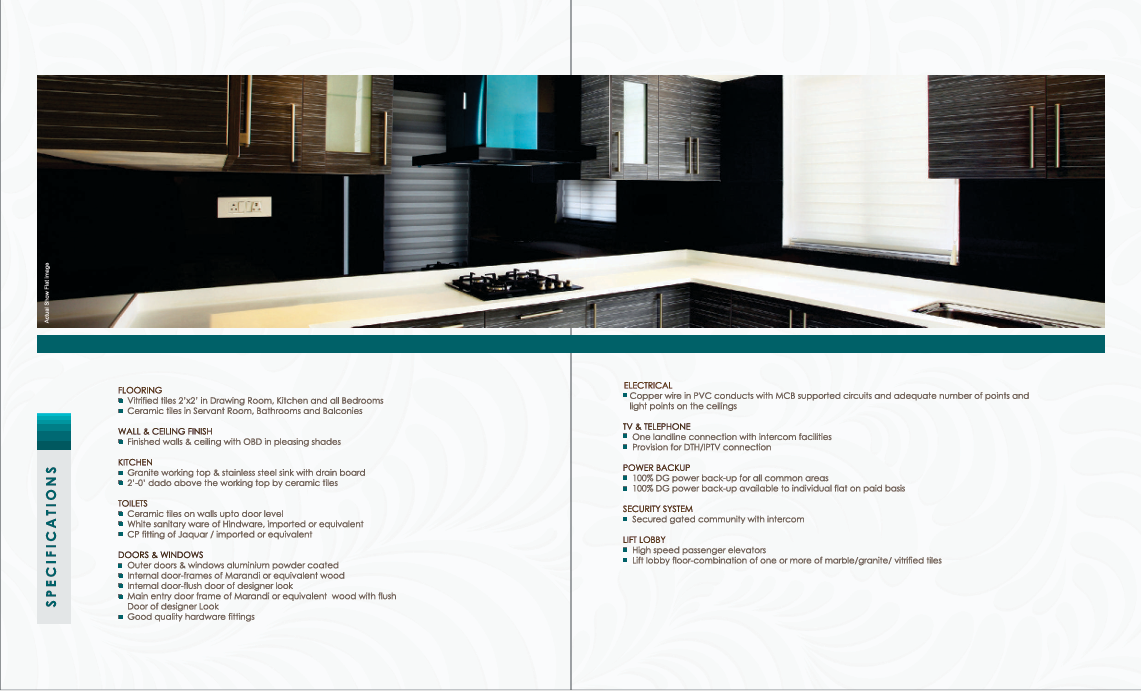 Actual Show Flat Image
SPECIFICATIONS
FLOORING
Vitrified tiles 2'x2' in Drawing Room, Kitchen and all Bedrooms
Ceramic tiles in Servant Room, Bathrooms and Balconies
WALL & CEILING FINISH
Finished walls & ceiling with OBD in pleasing shades
KITCHEN
Granite working top & stainless steel sink with drain board
2'-0' dado above the working top by ceramic tiles
TOILETS
Ceramic tiles on walls upto door level
White sanitary ware of Hindware, imported or equivalent
CP fitting of Jaquar / imported or equivalent
DOORS & WINDOWS
Outer doors & windows aluminium powder coated
Internal door-frames of Marandi or equivalent wood
Internal door-flush door of designer look
Main entry door frame of Marandi or equivalent wood with flush
Door of designer Look
Good quality hardware fittings
ELECTRICAL
Copper wire in PVC conducts with MCB supported circuits and adequate number of points and
light points on the ceilings
TV & TELEPHONE
One landline connection with intercom facilities
Provision for DTH/IPTV connection
POWER BACKUP
100% DG power back-up for all common areas
100% DG power back-up available to individual flat on paid basis
SECURITY SYSTEM
Secured gated community with intercom
LIFT LOBBY
High speed passenger elevators
Lift lobby floor-combination of one or more of marble/granite/ vitrified tiles